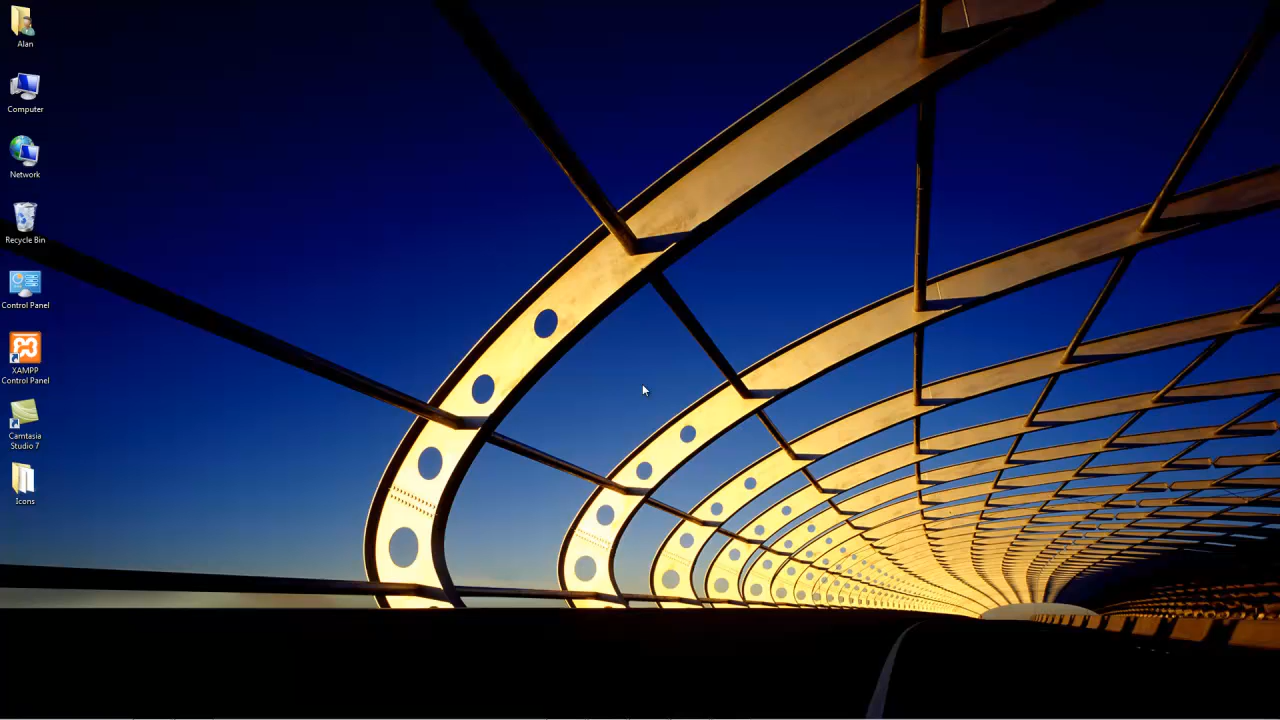 Alan
Computer
Network
Recycle Bin
Control Panel
XAMPP
Control Panel
Camtasia
Studio 7
Icons